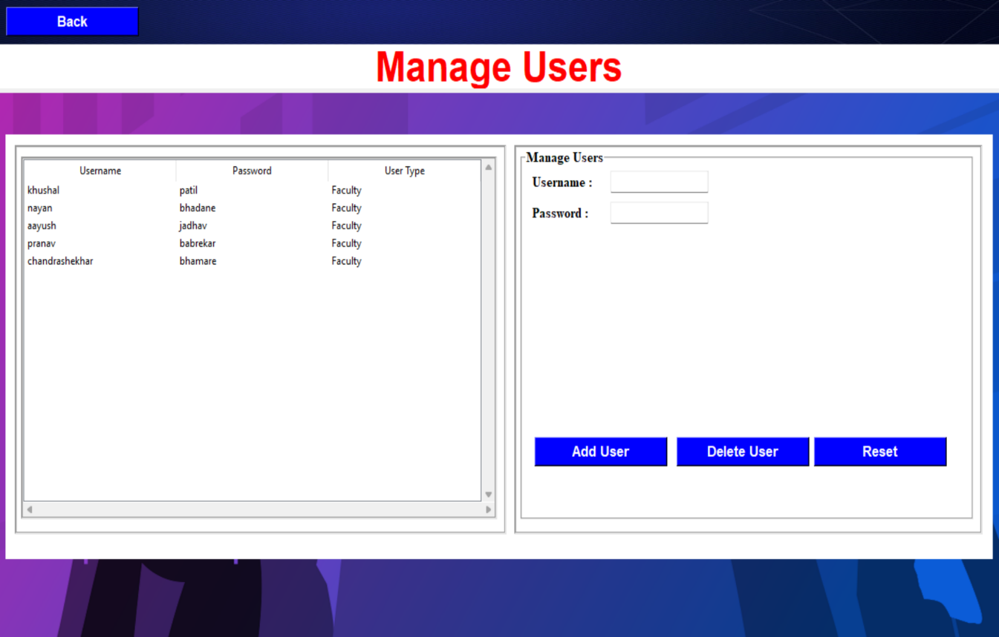 Back
Manage Users
Username Password User Type
khushal patil Faculty
nayan bhadane Faculty
aayush jadhav Faculty
pranav babrekar Faculty
chandrashekhar bhamare Faculty
Manage Users
Username :
Password :
Add User Delete User Reset